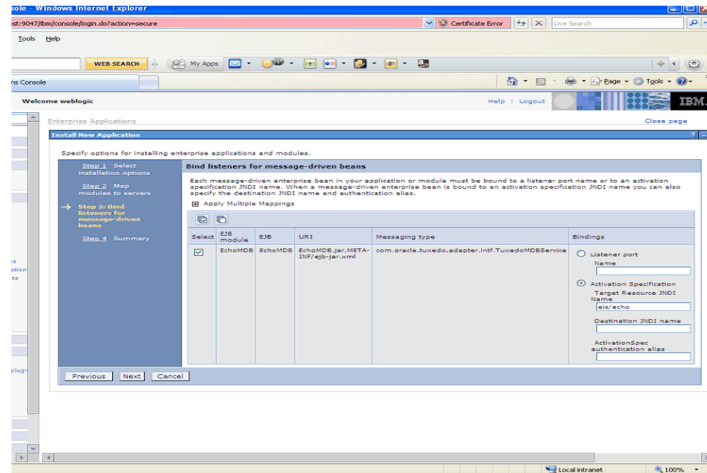 sole - Windows Internet Explorer
st:9047/ibm/console/login.do?action=secure
Certificate Error
Live Search
Tools Help
WEB SEARCH
My Apps
ns Console
Page
Tools
Welcome weblogic
Help | Logout
IBM.
Enterprise Applications
Close page
Install New Application
Specify options for installing enterprise applications and modules.
Step 1 Select installation options
Step 2 Map modules to servers
Step 3: Bind listeners for message-driven beans
Step 4 Summary
Bind listeners for message-driven beans
Each message-driven enterprise bean in your application or module must be bound to a listener port name or to an activation
specification JNDI name. When a message-driven enterprise bean is bound to an activation specification JNDI name you can also
specify the destination JNDI name and authentication alias.
Apply Multiple Mappings
Select EJB module EJB URI Messaging type Bindings
EchoMDB EchoMDB EchoMDB.jar,META-INF/ejb-jar.xml com.oracle.tuxedo.adapter.intf.TuxedoMDBService
Listener port
Name
Activation Specification
Target Resource JNDI
Name
eis/echo
Destination JNDI name
ActivationSpec
authentication alias
Previous Next Cancel
plug-
Local intranet
100%